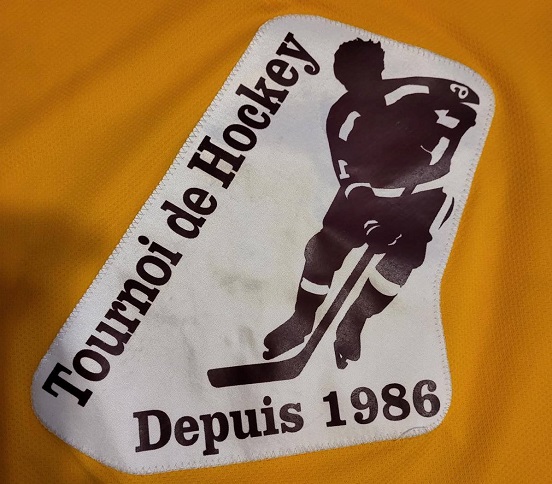 Tournoi de Hockey
a
Depuis 1986